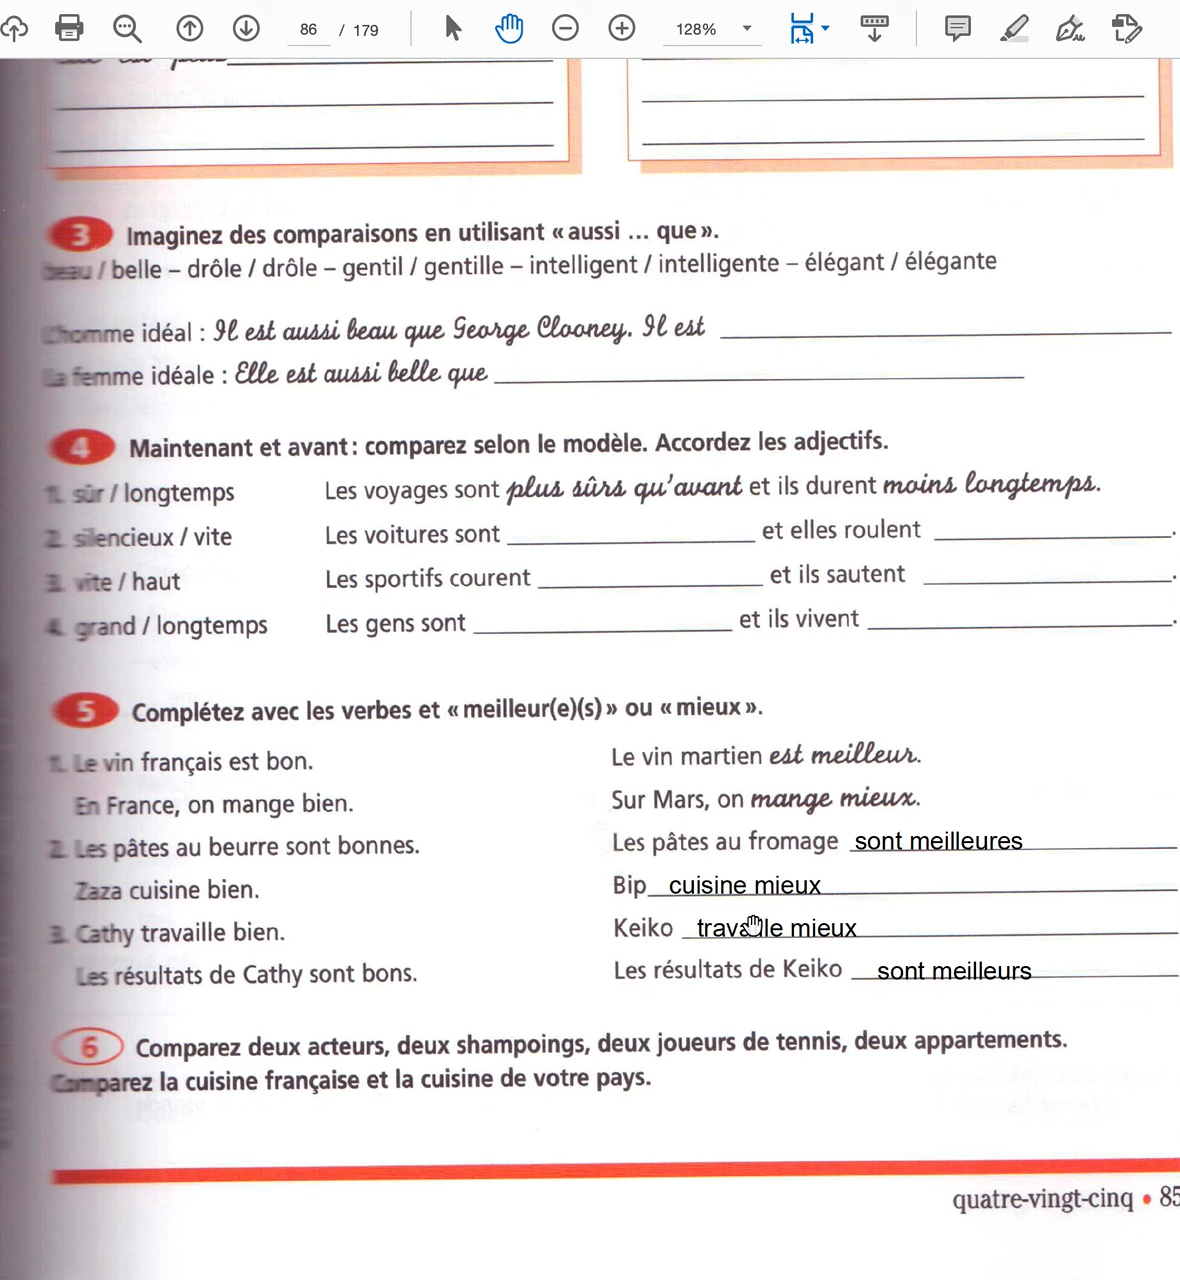 86 / 179 128%
3 Imaginez des comparaisons en utilisant « aussi ... que ».
beau / belle – drôle / drôle – gentil / gentille – intelligent / intelligente – élégant / élégante
L'homme idéal : Il est aussi beau que George Clooney. Il est
La femme idéale : Elle est aussi belle que
4 Maintenant et avant : comparez selon le modèle. Accordez les adjectifs.
1. sûr / longtemps Les voyages sont plus sûrs qu'avant et ils durent moins longtemps.
2. silencieux / vite Les voitures sont et elles roulent .
3. vite / haut Les sportifs courent et ils sautent .
4. grand / longtemps Les gens sont et ils vivent .
5 Complétez avec les verbes et « meilleur(e)(s) » ou « mieux ».
1. Le vin français est bon. Le vin martien est meilleur.
En France, on mange bien. Sur Mars, on mange mieux.
2. Les pâtes au beurre sont bonnes. Les pâtes au fromage sont meilleures
Zaza cuisine bien. Bip cuisine mieux
3. Cathy travaille bien. Keiko travaille mieux
Les résultats de Cathy sont bons. Les résultats de Keiko sont meilleurs
6 Comparez deux acteurs, deux shampoings, deux joueurs de tennis, deux appartements.
Comparez la cuisine française et la cuisine de votre pays.
quatre-vingt-cinq • 85